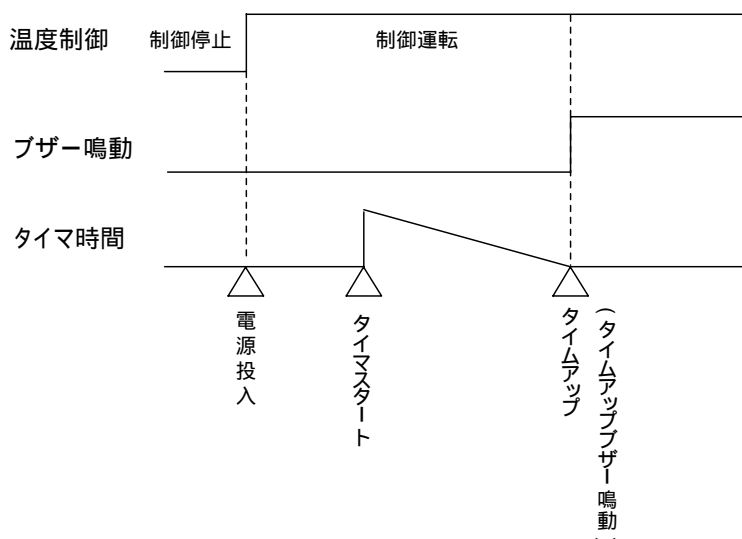 温度制御
制御停止
制御運転
ブザー鳴動
タイマ時間
電源投入
タイマスタート
タイムアップ
(タイムアップブザー鳴動